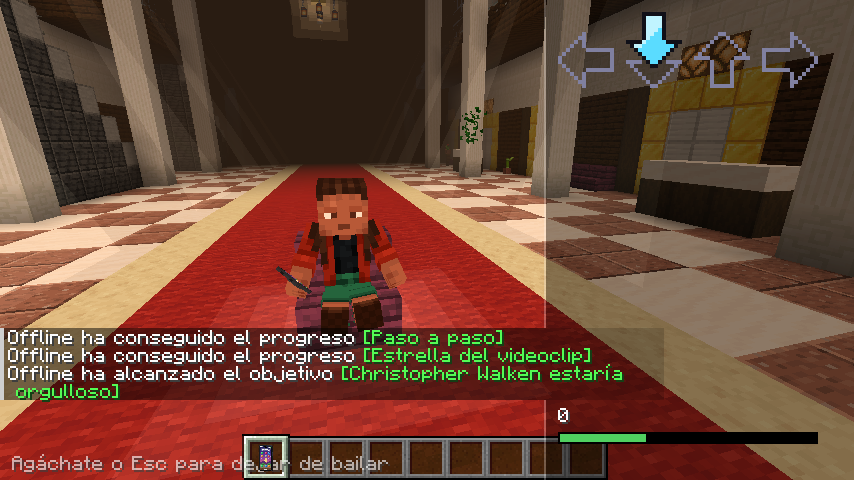 Offline ha conseguido el progreso [Paso a paso]
Offline ha conseguido el progreso [Estrella del videoclip]
Offline ha alcanzado el objetivo [Christopher Walken estaría
orgulloso]
0
Agáchate o Esc para dejar de bailar